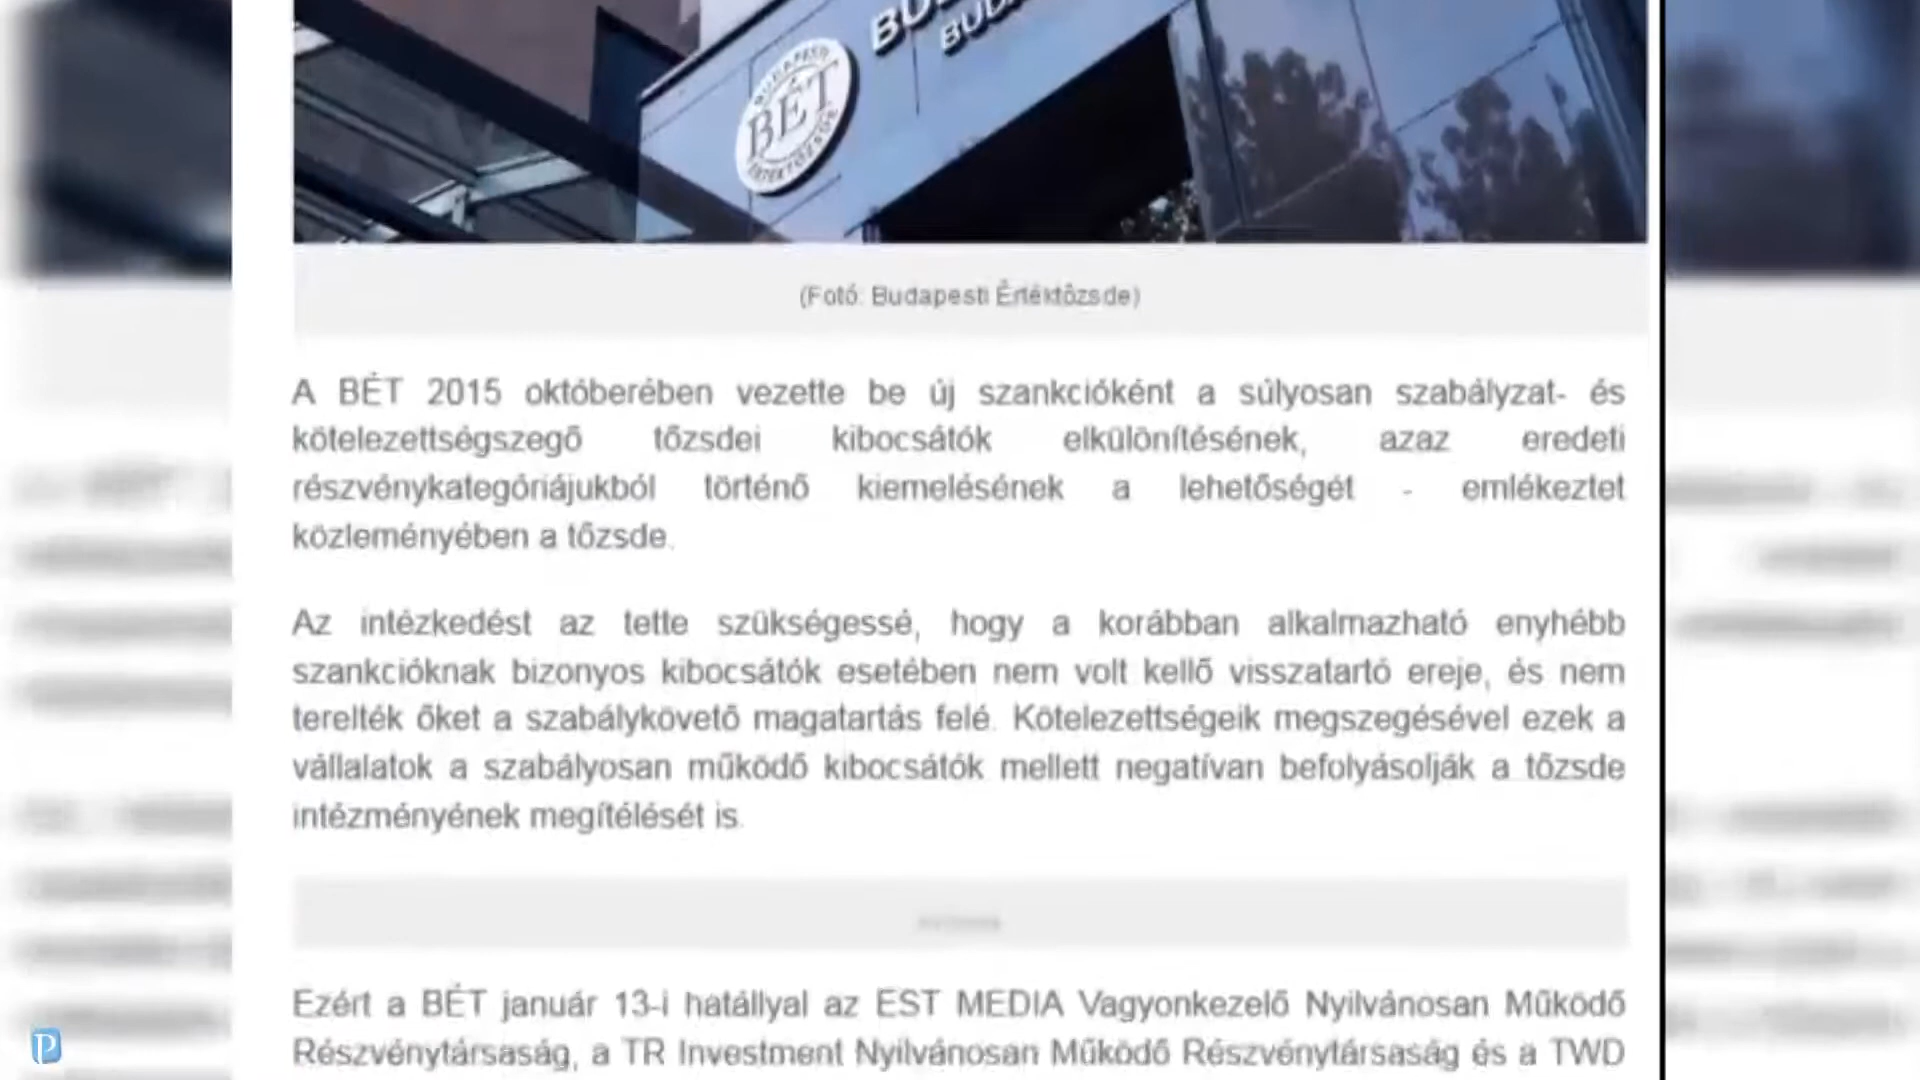 BUDAPESTI
BÉT
ÉRTÉKTŐZSDE
(Fotó: Budapesti Értéktőzsde)
A BÉT 2015 októberében vezette be új szankcióként a súlyosan szabályzat- és
kötelezettségszegő tőzsdei kibocsátók elkülönítésének, azaz eredeti
részvénykategóriájukból történő kiemelésének a lehetőségét - emlékeztet
közleményében a tőzsde.
Az intézkedést az tette szükségessé, hogy a korábban alkalmazható enyhébb
szankcióknak bizonyos kibocsátók esetében nem volt kellő visszatartó ereje, és nem
terelték őket a szabálykövető magatartás felé. Kötelezettségeik megszegésével ezek a
vállalatok a szabályosan működő kibocsátók mellett negatívan befolyásolják a tőzsde
intézményének megítélését is.
Ezért a BÉT január 13-i hatállyal az EST MEDIA Vagyonkezelő Nyilvánosan Működő
Részvénytársaság, a TR Investment Nyilvánosan Működő Részvénytársaság és a TWD
P